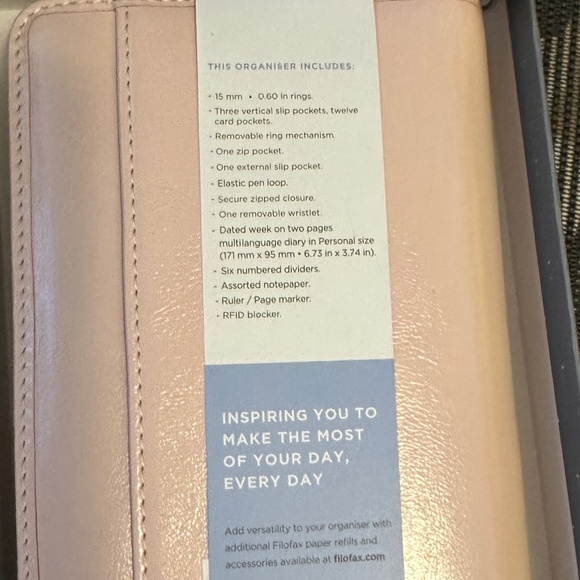 THIS ORGANISER INCLUDES:
• 15 mm • 0.60 in rings.
• Three vertical slip pockets, twelve
card pockets.
• Removable ring mechanism.
• One zip pocket.
• One external slip pocket.
• Elastic pen loop.
• Secure zipped closure.
• One removable wristlet.
• Dated week on two pages
multilanguage diary in Personal size
(171 mm x 95 mm • 6.73 in x 3.74 in).
• Six numbered dividers.
• Assorted notepaper.
• Ruler / Page marker.
• RFID blocker.
INSPIRING YOU TO
MAKE THE MOST
OF YOUR DAY,
EVERY DAY
Add versatility to your organiser with
additional Filofax paper refills and
accessories available at filofax.com